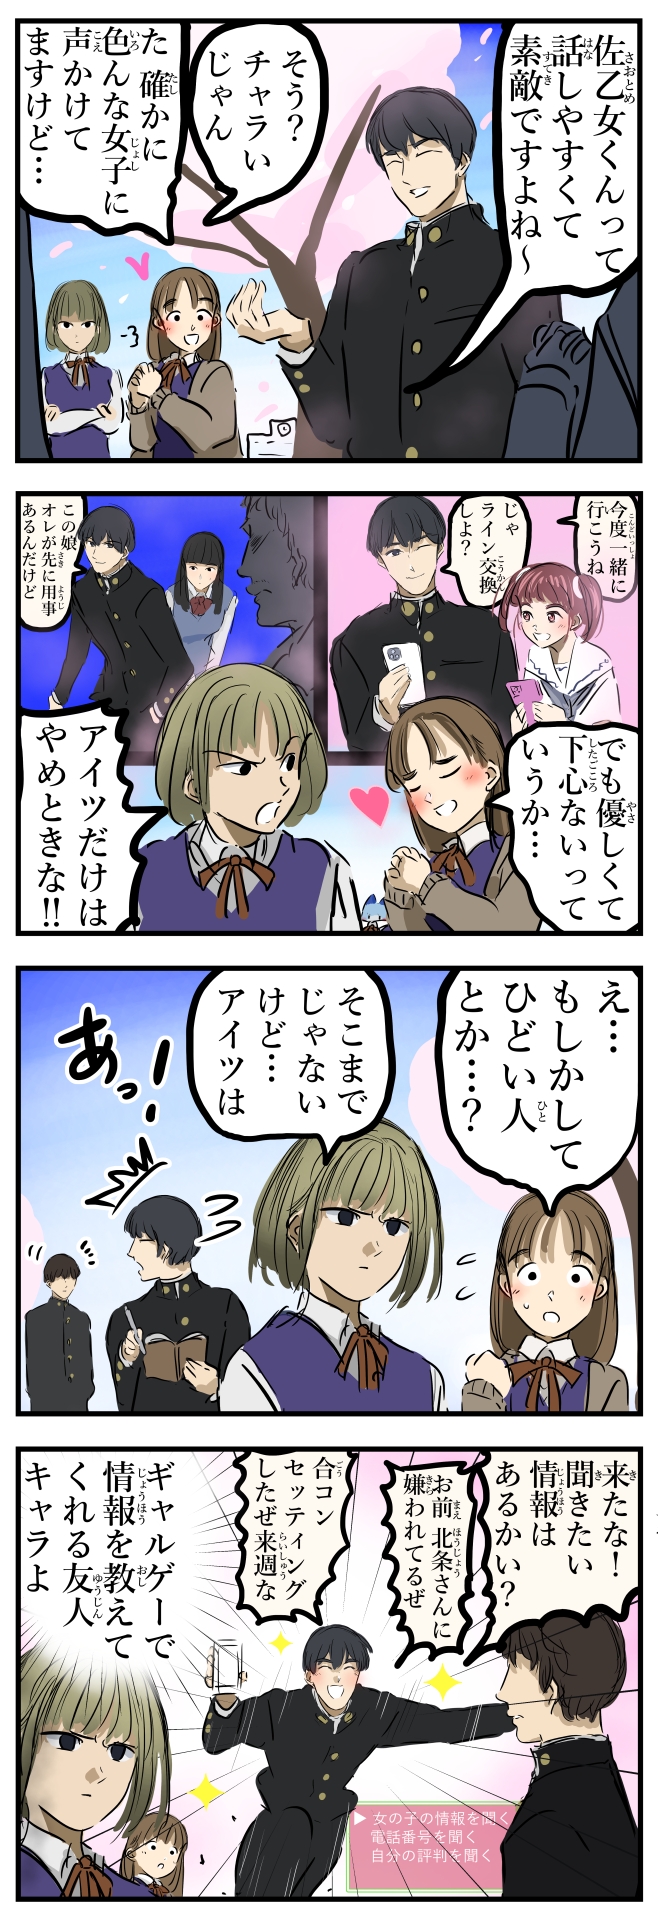 佐乙女くんって
話しやすくて
素敵ですよね～
そう？
チャラい
じゃん
た 確かに
色んな女子に
声かけて
ますけど…
今度一緒に
行こうね
じゃ
ライン交換
しよ？
この娘
オレが先に用事
あるんだけど
でも優しくて
下心ないって
いうか…
アイツだけは
やめときな!!
え…
もしかして
ひどい人
とか…？
そこまで
じゃない
けど…
アイツは
あっ！
来たな！
聞きたい
情報は
あるかい？
お前 北条さんに
嫌われてるぜ
合コン
セッティング
したぜ来週な
ギャルゲーで
情報を教えて
くれる友人
キャラよ
▶ 女の子の情報を聞く
電話番号を聞く
自分の評判を聞く